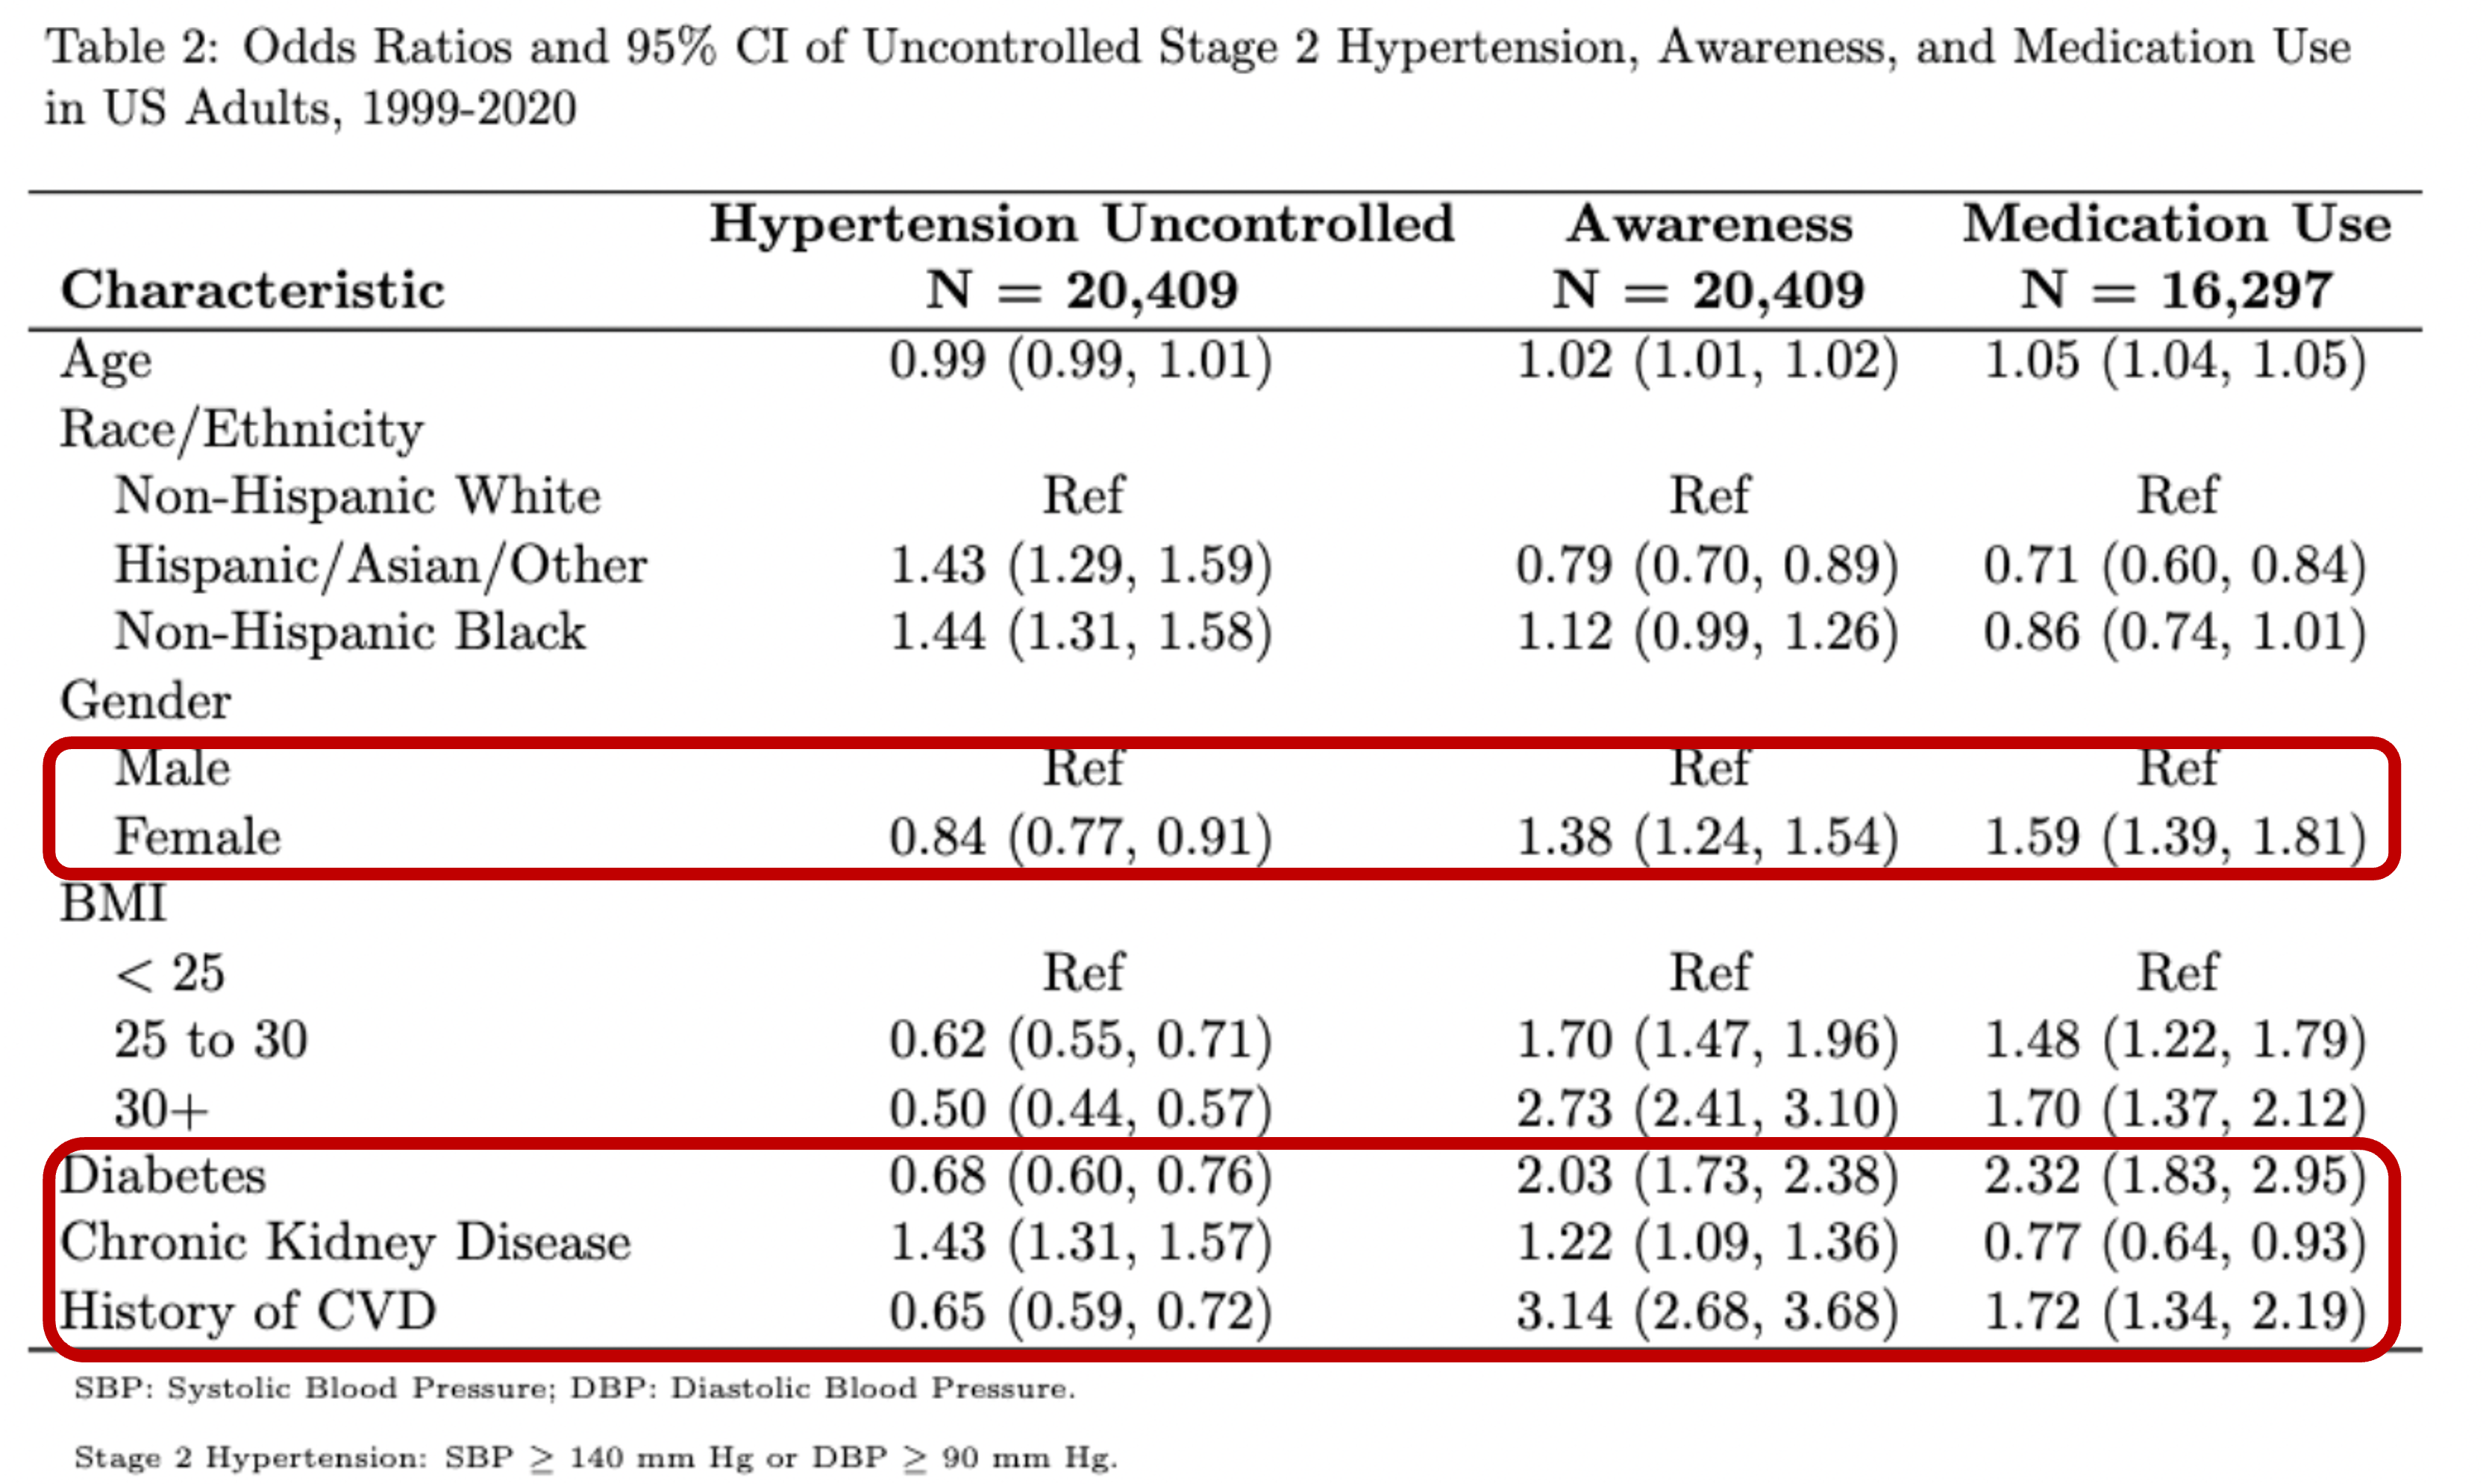 Table 2: Odds Ratios and 95% CI of Uncontrolled Stage 2 Hypertension, Awareness, and Medication Use
in US Adults, 1999-2020
Hypertension Uncontrolled Awareness Medication Use
Characteristic N = 20,409 N = 20,409 N = 16,297
Age 0.99 (0.99, 1.01) 1.02 (1.01, 1.02) 1.05 (1.04, 1.05)
Race/Ethnicity
Non-Hispanic White Ref Ref Ref
Hispanic/Asian/Other 1.43 (1.29, 1.59) 0.79 (0.70, 0.89) 0.71 (0.60, 0.84)
Non-Hispanic Black 1.44 (1.31, 1.58) 1.12 (0.99, 1.26) 0.86 (0.74, 1.01)
Gender
Male Ref Ref Ref
Female 0.84 (0.77, 0.91) 1.38 (1.24, 1.54) 1.59 (1.39, 1.81)
BMI
< 25 Ref Ref Ref
25 to 30 0.62 (0.55, 0.71) 1.70 (1.47, 1.96) 1.48 (1.22, 1.79)
30+ 0.50 (0.44, 0.57) 2.73 (2.41, 3.10) 1.70 (1.37, 2.12)
Diabetes 0.68 (0.60, 0.76) 2.03 (1.73, 2.38) 2.32 (1.83, 2.95)
Chronic Kidney Disease 1.43 (1.31, 1.57) 1.22 (1.09, 1.36) 0.77 (0.64, 0.93)
History of CVD 0.65 (0.59, 0.72) 3.14 (2.68, 3.68) 1.72 (1.34, 2.19)
SBP: Systolic Blood Pressure; DBP: Diastolic Blood Pressure.
Stage 2 Hypertension: SBP ≥ 140 mm Hg or DBP ≥ 90 mm Hg.